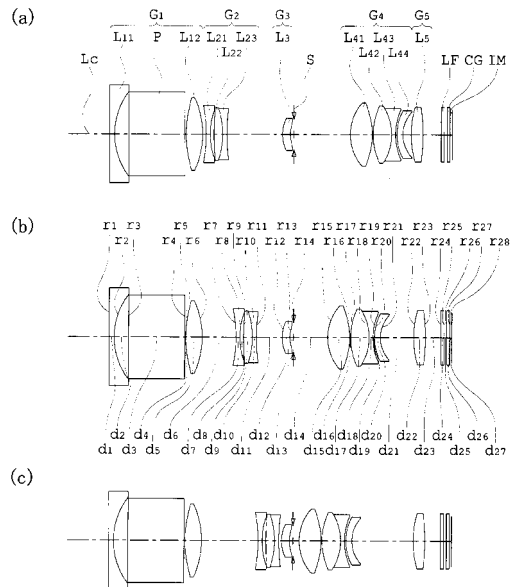 (a)
G1 G2 G3 G4 G5
L11 P L12 L21 L23 L3 S L41 L43 L5
L22 L42 L44
Lc LF CG IM
(b)
r1 r3 r5 r7 r9 r11 r13 r15 r17 r19 r21 r23 r25 r27
r2 r4 r6 r8 r10 r12 r14 r16 r18 r20 r22 r24 r26 r28
d2 d4 d6 d8 d10 d12 d14 d16 d18 d20 d22 d24 d26
d1 d3 d5 d7 d9 d11 d13 d15 d17 d19 d21 d23 d25 d27
(c)